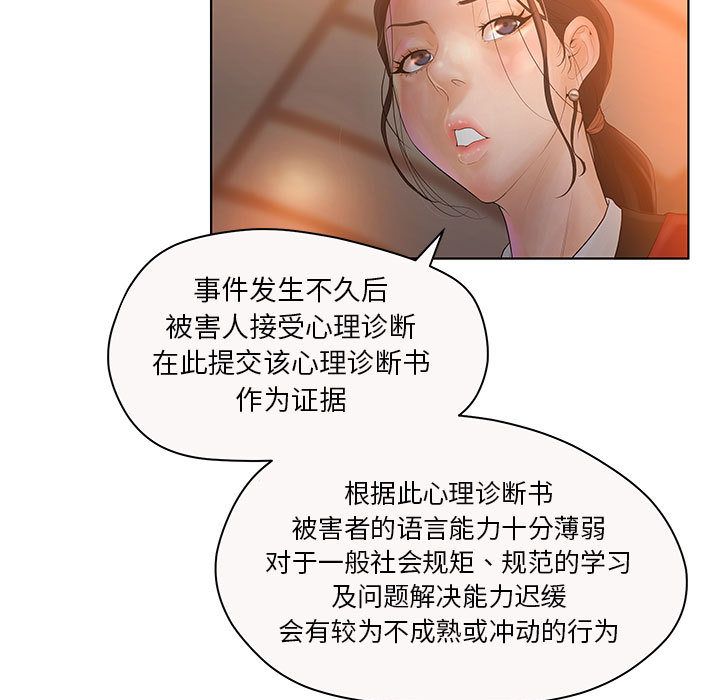 事件发生不久后
被害人接受心理诊断
在此提交该心理诊断书
作为证据
根据此心理诊断书
被害者的语言能力十分薄弱
对于一般社会规矩、规范的学习
及问题解决能力迟缓
会有较为不成熟或冲动的行为